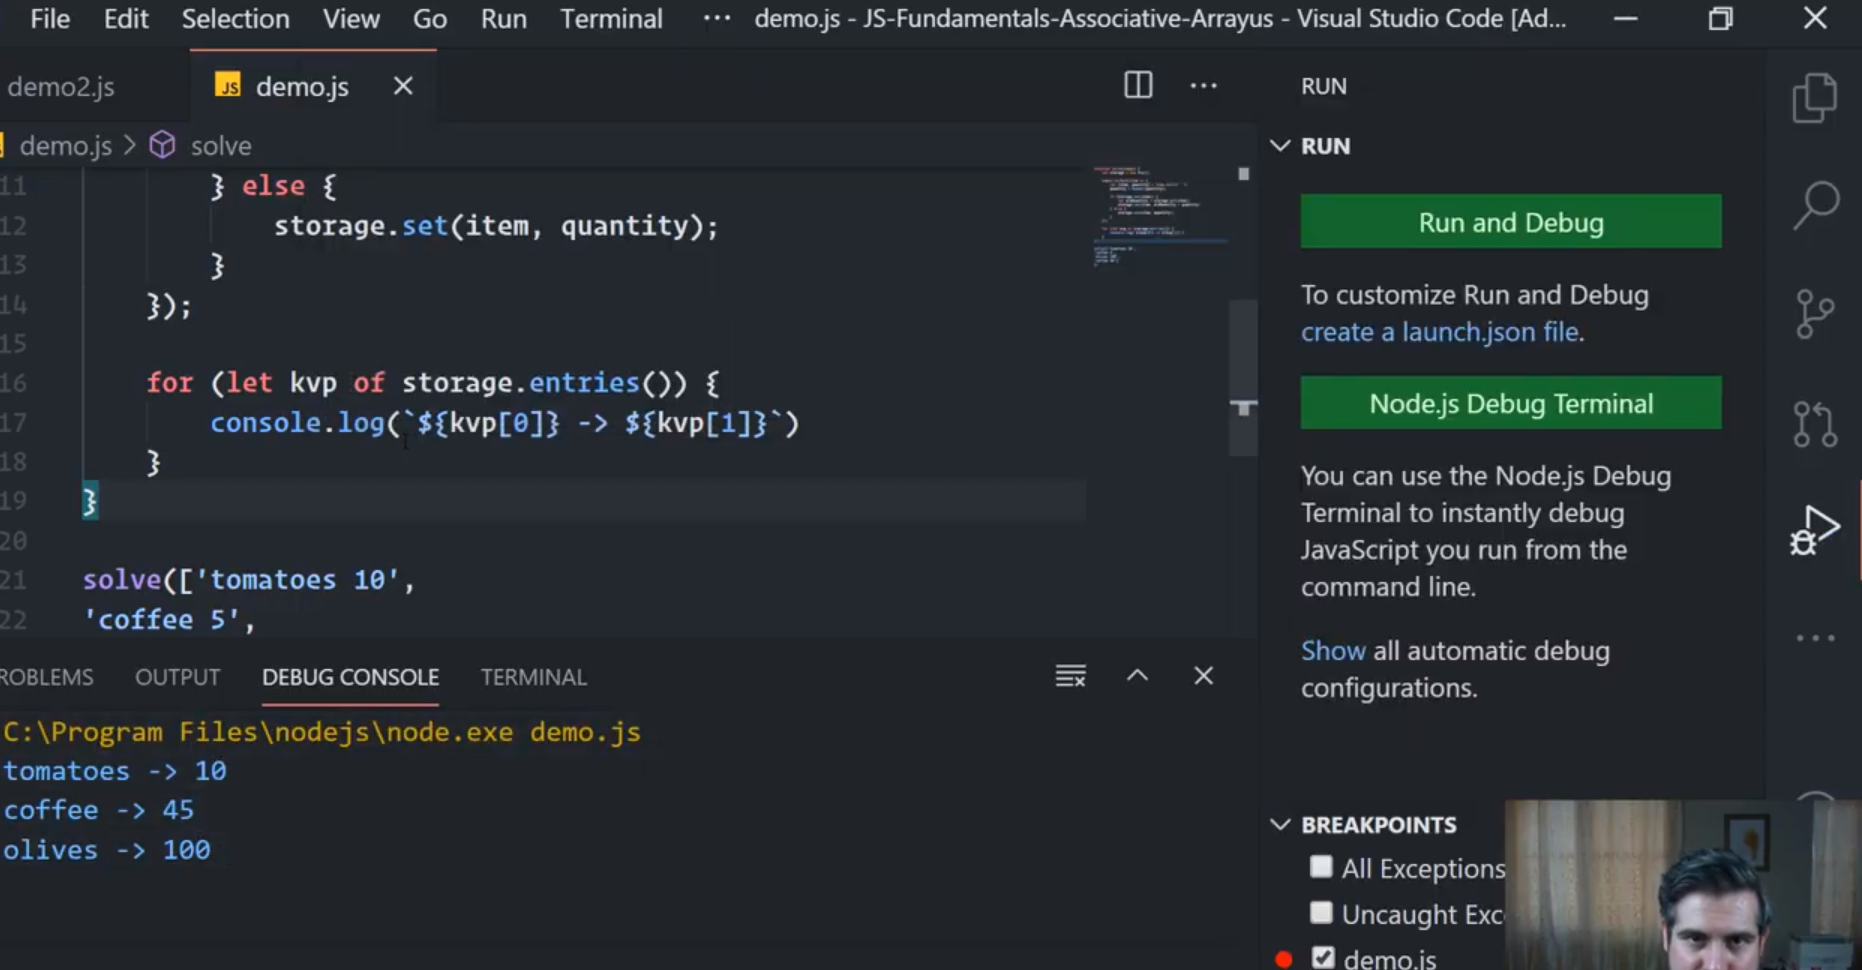 File Edit Selection View Go Run Terminal ··· demo.js - JS-Fundamentals-Associative-Arrayus - Visual Studio Code [Ad...
demo2.js JS demo.js
demo.js > solve
11 } else {
12 storage.set(item, quantity);
13 }
14 });
15
16 for (let kvp of storage.entries()) {
17 console.log(`${kvp[0]} -> ${kvp[1]}`)
18 }
19 }
20
21 solve(['tomatoes 10',
22 'coffee 5',
ROBLEMS OUTPUT DEBUG CONSOLE TERMINAL
C:\Program Files\nodejs\node.exe demo.js
tomatoes -> 10
coffee -> 45
olives -> 100
RUN
RUN
Run and Debug
To customize Run and Debug
create a launch.json file.
Node.js Debug Terminal
You can use the Node.js Debug
Terminal to instantly debug
JavaScript you run from the
command line.
Show all automatic debug
configurations.
BREAKPOINTS
All Exceptions
Uncaught Exc
demo.js